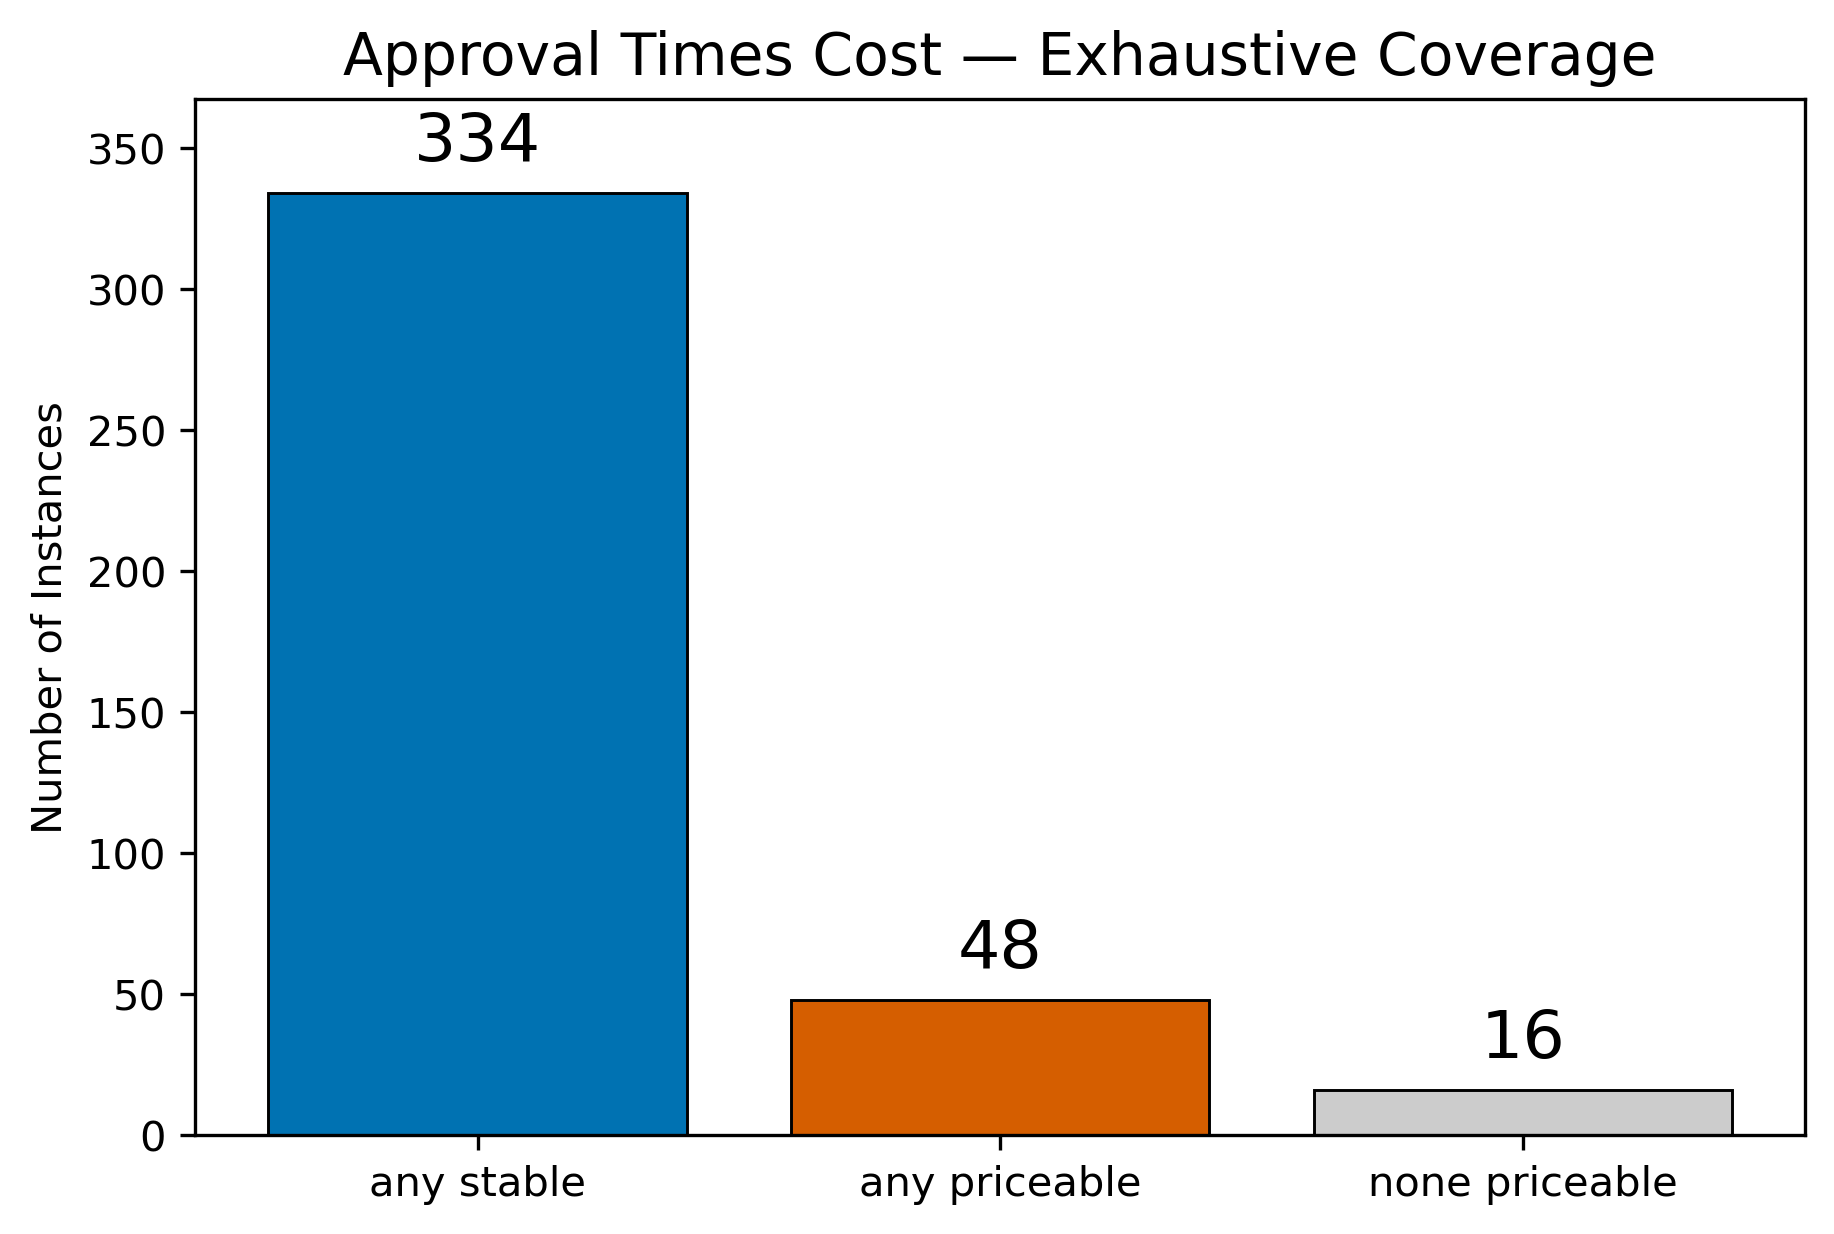 Approval Times Cost — Exhaustive Coverage
Number of Instances
350
300
250
200
150
100
50
0
334
48
16
any stable
any priceable
none priceable